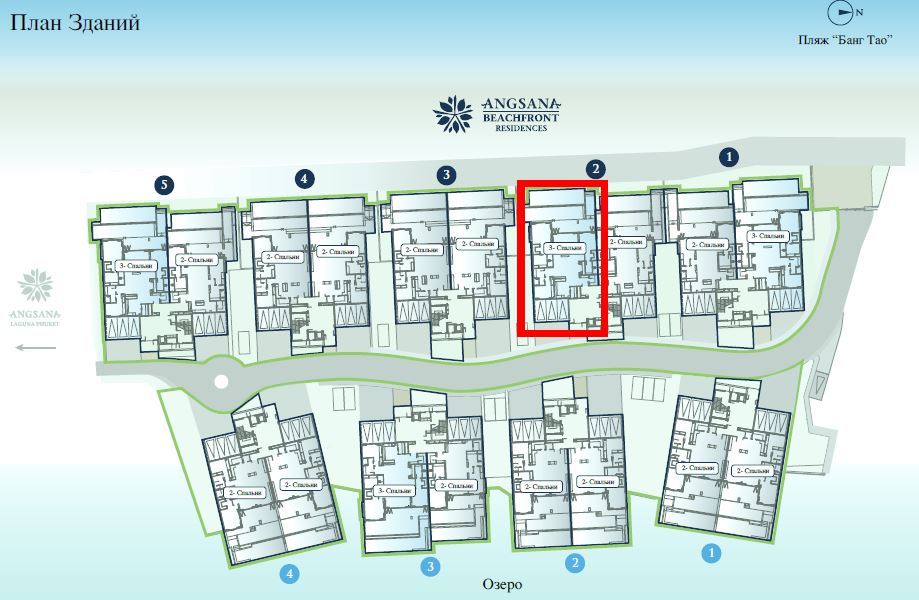 План Зданий
N
Пляж “Банг Тао”
ANGSANA
BEACHFRONT
RESIDENCES
5
4
3
2
1
3- Спальни
2- Спальни
2- Спальни
2- Спальни
2- Спальни
2- Спальни
3- Спальни
2- Спальни
2- Спальни
3- Спальни
ANGSANA
LAGUNA PHUKET
2- Спальни
2- Спальни
3- Спальни
2- Спальни
2- Спальни
2- Спальни
2- Спальни
2- Спальни
4
3
2
1
Озеро